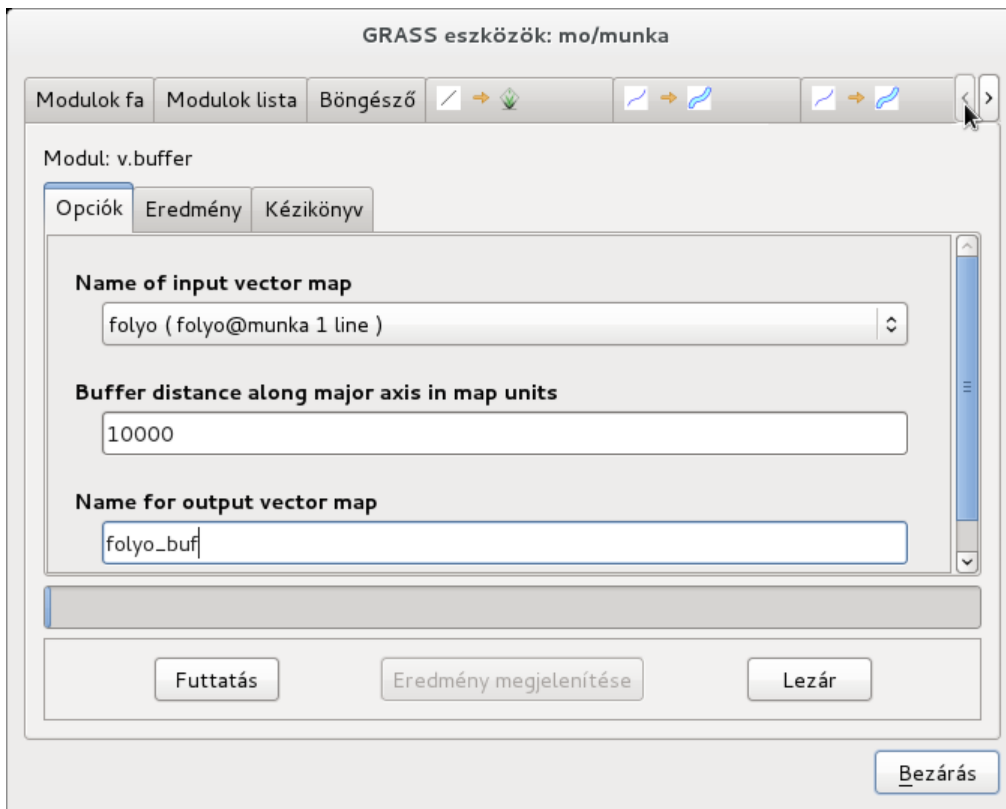 GRASS eszközök: mo/munka
Modulok fa Modulok lista Böngésző
Modul: v.buffer
Opciók Eredmény Kézikönyv
Name of input vector map
folyo ( folyo@munka 1 line )
Buffer distance along major axis in map units
10000
Name for output vector map
folyo_buf
Futtatás Eredmény megjelenítése Lezár
Bezárás